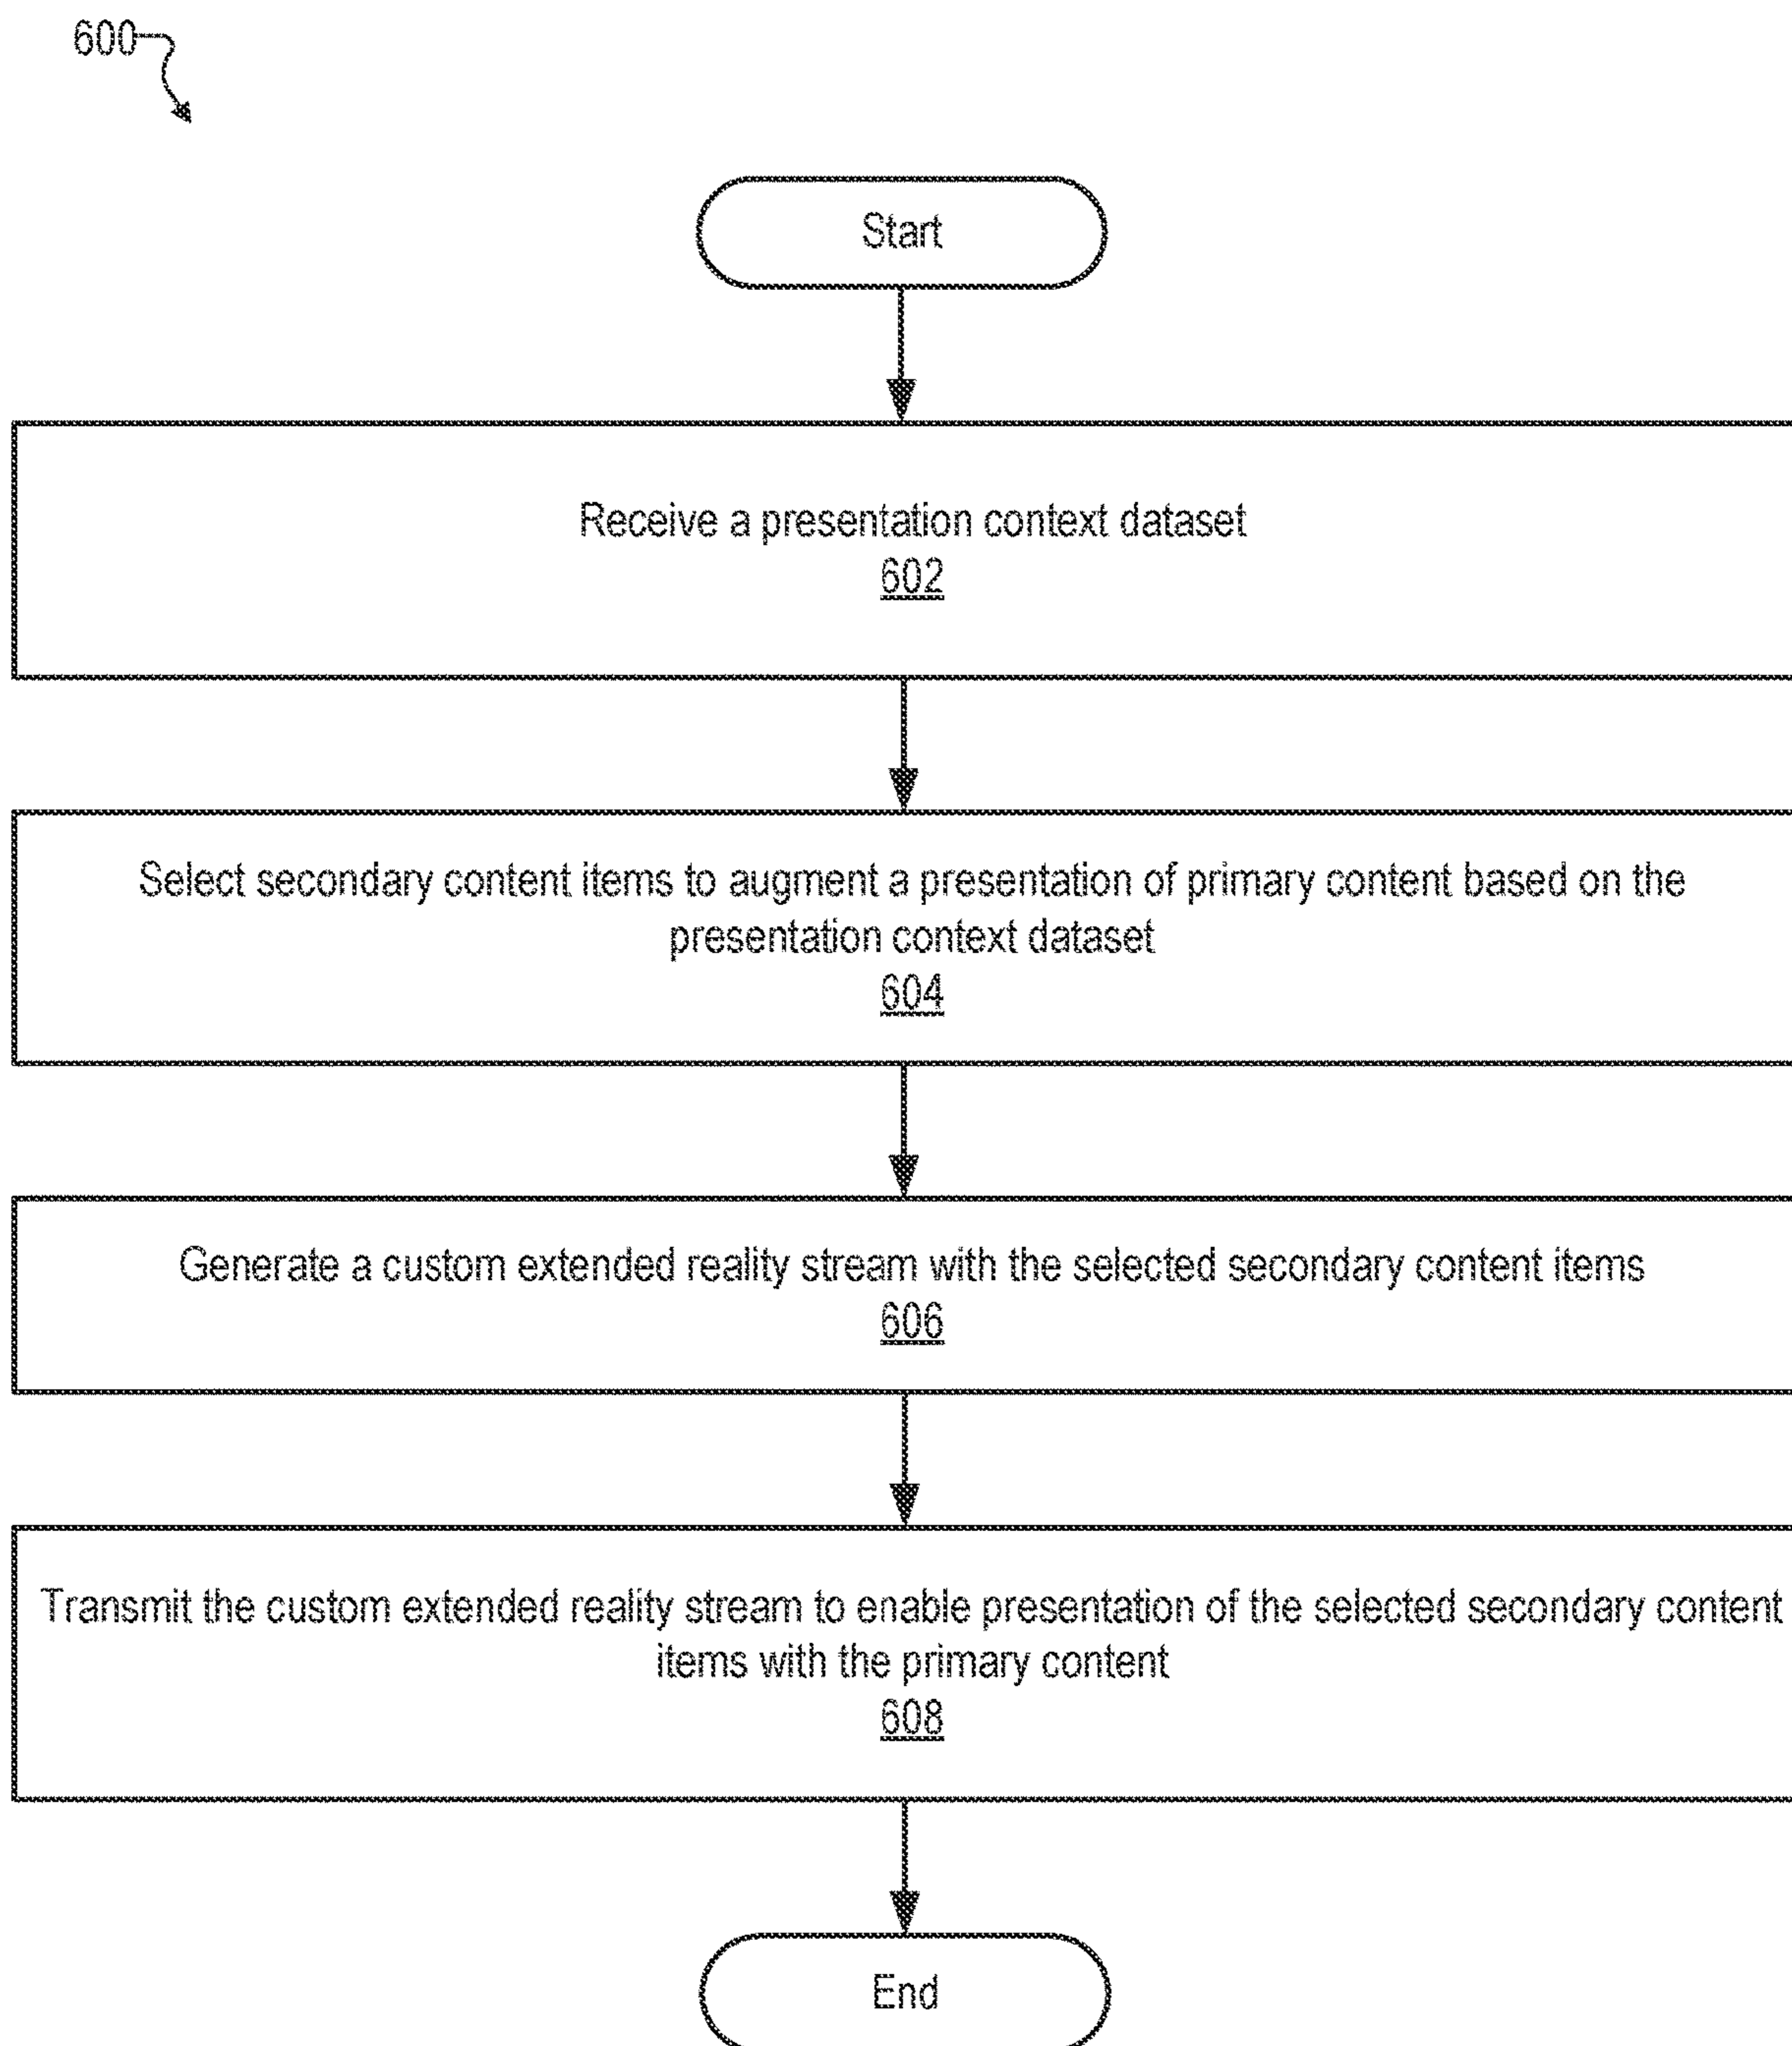 600
Start
Receive a presentation context dataset
602
Select secondary content items to augment a presentation of primary content based on the
presentation context dataset
604
Generate a custom extended reality stream with the selected secondary content items
606
Transmit the custom extended reality stream to enable presentation of the selected secondary content
items with the primary content
608
End